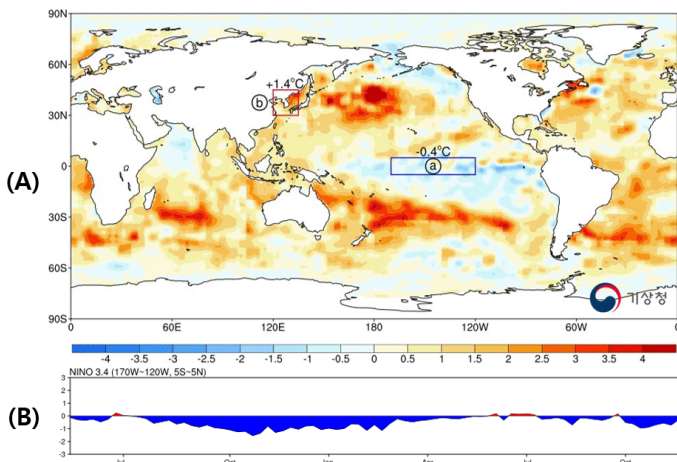 90N
60N
30N
0
30S
60S
90S
+1.4°C
b
-0.4°C
a
(A)
기상청
0 60E 120E 180 120W 60W 0
-4 -3.5 -3 -2.5 -2 -1.5 -1 -0.5 0 0.5 1 1.5 2 2.5 3 3.5 4
NINO 3.4 (170W~120W, 5S~5N)
(B)
3
2
1
0
-1
-2
-3